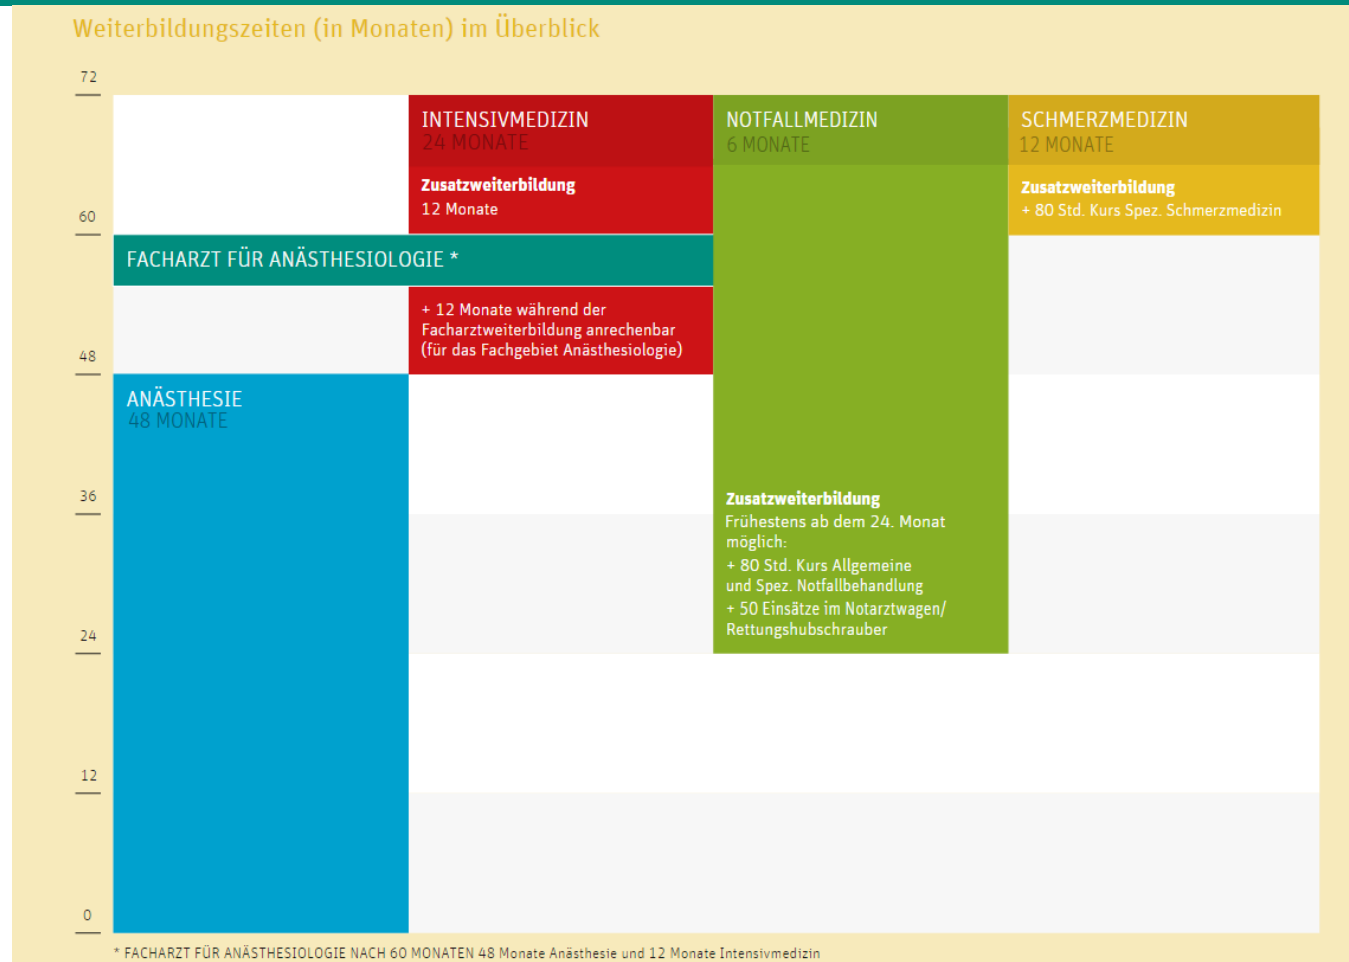 Weiterbildungszeiten (in Monaten) im Überblick
72
60
48
36
24
12
0
INTENSIVMEDIZIN
24 MONATE
Zusatzweiterbildung
12 Monate
NOTFALLMEDIZIN
6 MONATE
SCHMERZMEDIZIN
12 MONATE
Zusatzweiterbildung
+ 80 Std. Kurs Spez. Schmerzmedizin
FACHARZT FÜR ANÄSTHESIOLOGIE *
+ 12 Monate während der
Facharztweiterbildung anrechenbar
(für das Fachgebiet Anästhesiologie)
ANÄSTHESIE
48 MONATE
Zusatzweiterbildung
Frühestens ab dem 24. Monat
möglich:
+ 80 Std. Kurs Allgemeine
und Spez. Notfallbehandlung
+ 50 Einsätze im Notarztwagen/
Rettungshubschrauber
* FACHARZT FÜR ANÄSTHESIOLOGIE NACH 60 MONATEN 48 Monate Anästhesie und 12 Monate Intensivmedizin